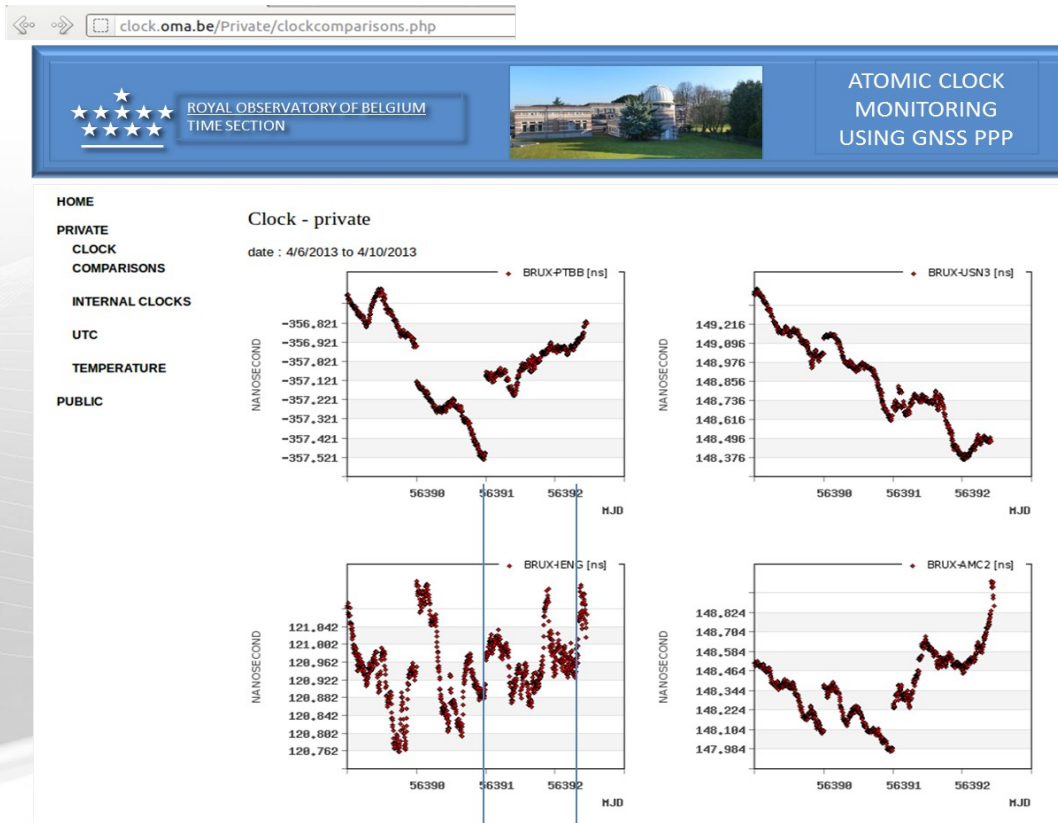 clock.oma.be/Private/clockcomparisons.php
ROYAL OBSERVATORY OF BELGIUM
TIME SECTION
ATOMIC CLOCK
MONITORING
USING GNSS PPP
HOME
PRIVATE
CLOCK
COMPARISONS
INTERNAL CLOCKS
UTC
TEMPERATURE
PUBLIC
Clock - private
date : 4/6/2013 to 4/10/2013
BRUX-PTBB [ns]
NANOSECOND
-356,821
-356,921
-357,021
-357,121
-357,221
-357,321
-357,421
-357,521
56390 56391 56392
MJD
BRUX-USN3 [ns]
NANOSECOND
149,216
149,096
148,976
148,856
148,736
148,616
148,496
148,376
56390 56391 56392
MJD
BRUX-IENG [ns]
NANOSECOND
121,042
121,002
120,962
120,922
120,882
120,842
120,802
120,762
56390 56391 56392
MJD
BRUX-AMC2 [ns]
NANOSECOND
148,824
148,704
148,584
148,464
148,344
148,224
148,104
147,984
56390 56391 56392
MJD